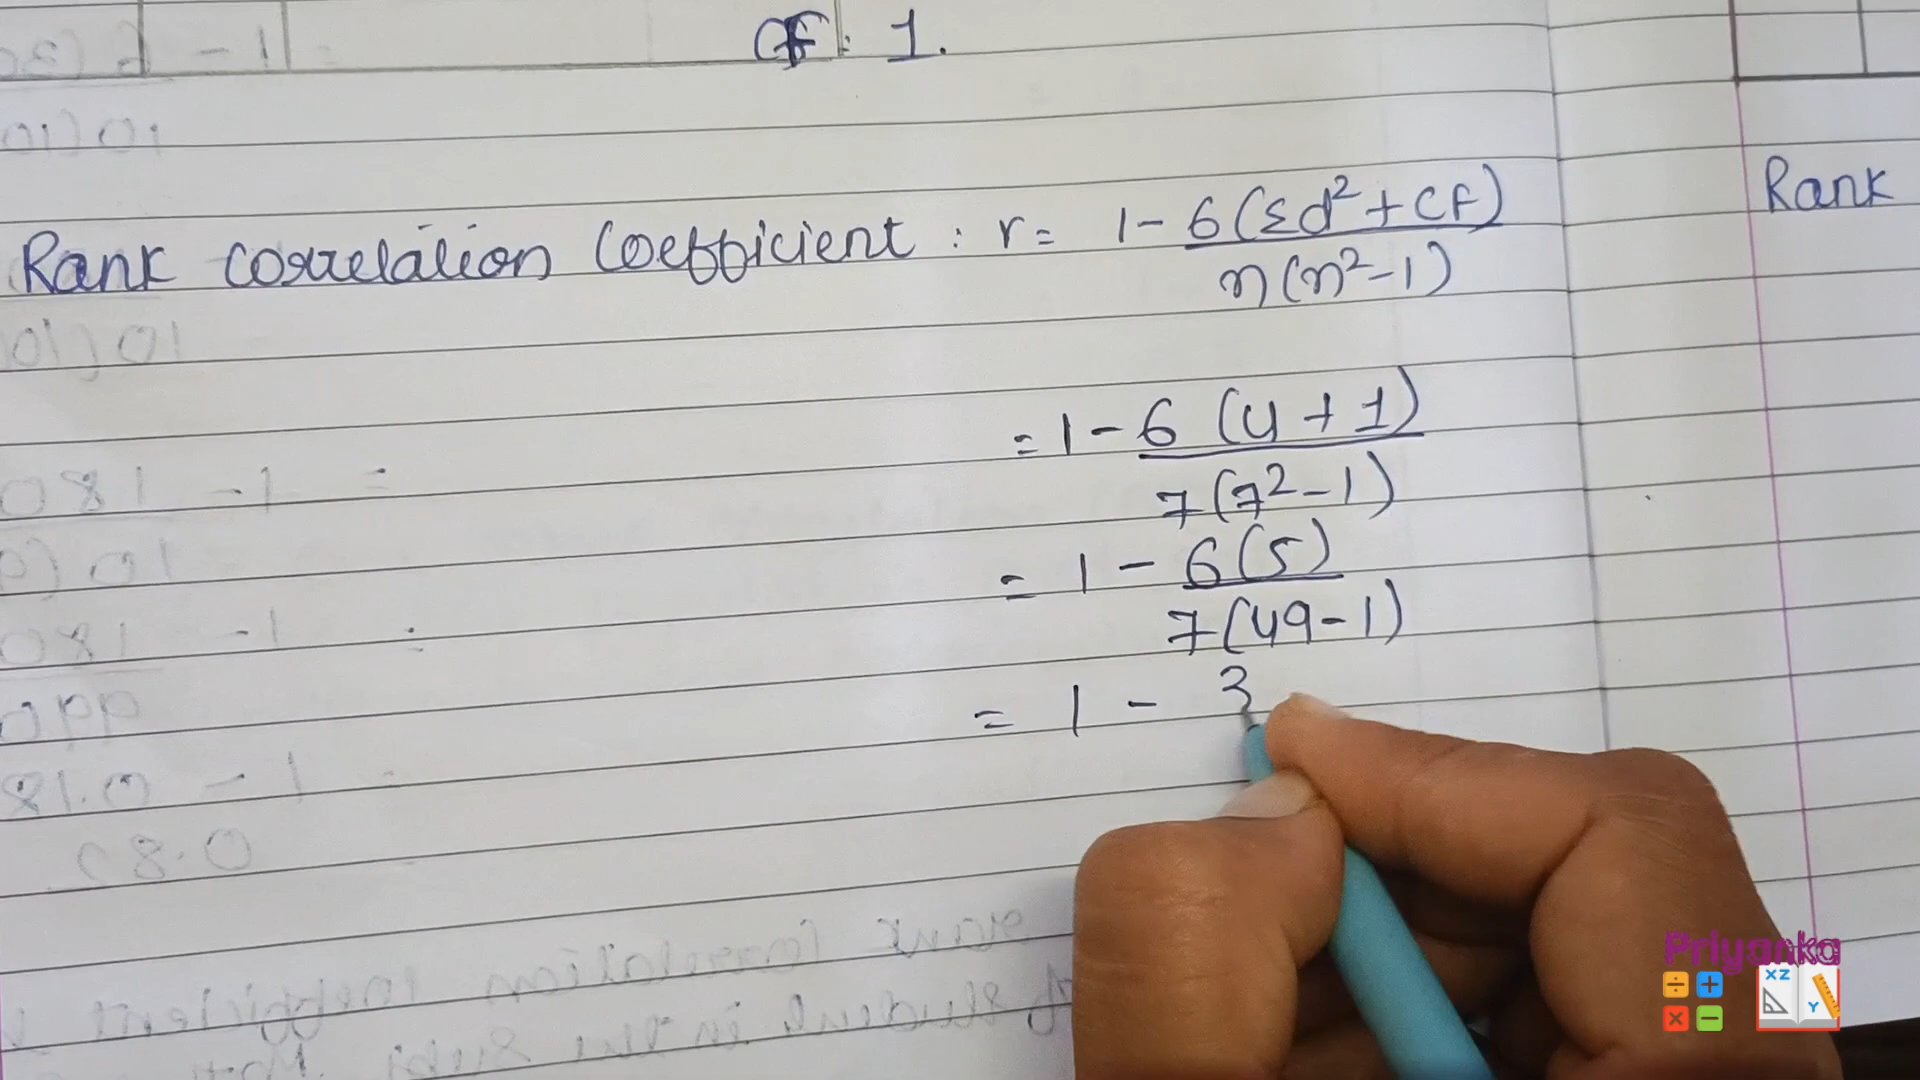 CF : 1.
Rank
Rank correlation Coefficient : r = 1 - 6(Σd²+CF)
n(n²-1)
= 1 - 6 (4+1)
7(7²-1)
= 1 - 6(5)
7(49-1)
= 1 - 3
Priyanka
XZ
Y